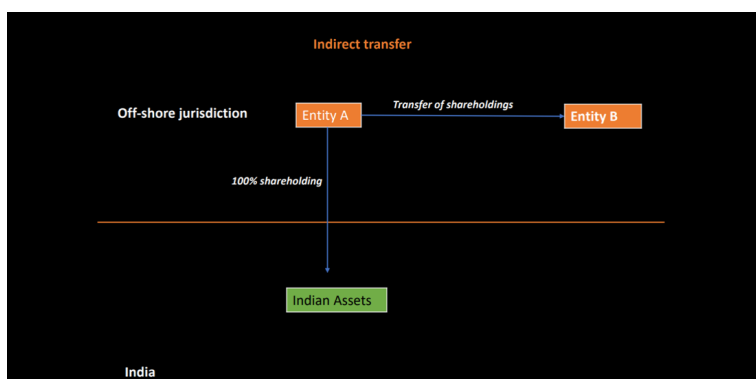 Indirect transfer
Transfer of shareholdings
Off-shore jurisdiction
Entity A
Entity B
100% shareholding
Indian Assets
India